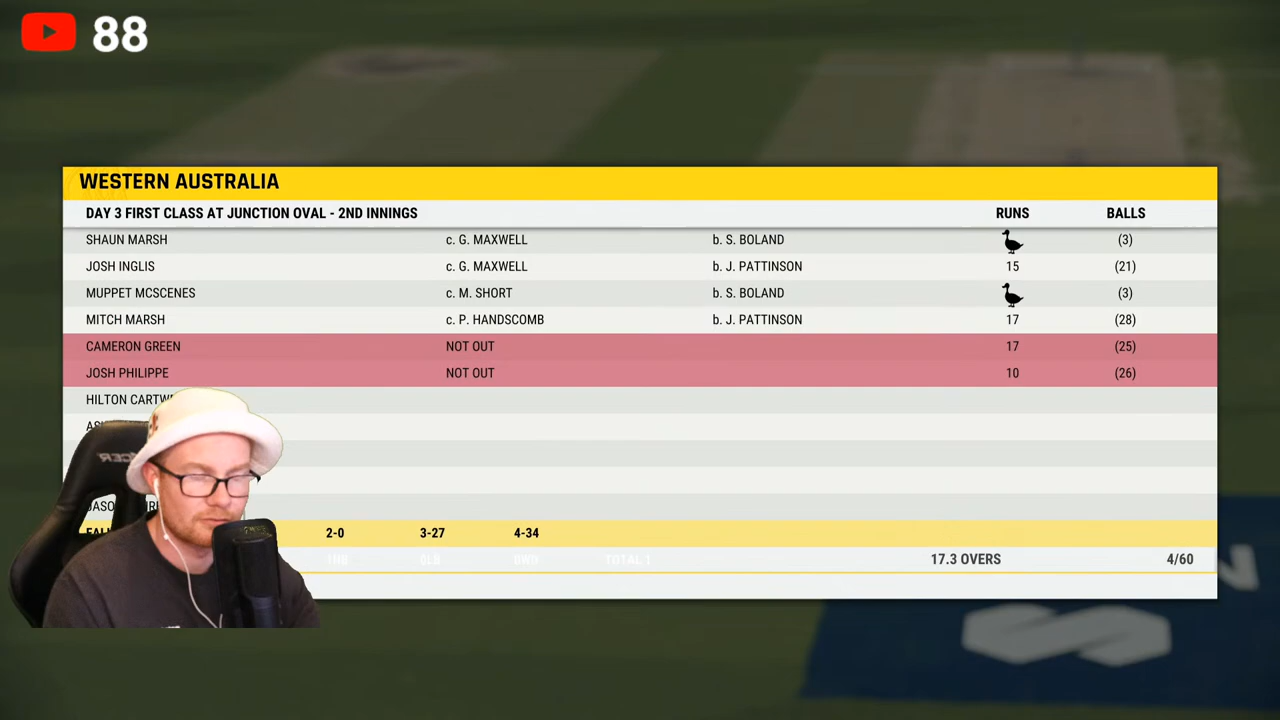 88
WESTERN AUSTRALIA
DAY 3 FIRST CLASS AT JUNCTION OVAL - 2ND INNINGS RUNS BALLS
SHAUN MARSH c. G. MAXWELL b. S. BOLAND (3)
JOSH INGLIS c. G. MAXWELL b. J. PATTINSON 15 (21)
MUPPET MCSCENES c. M. SHORT b. S. BOLAND (3)
MITCH MARSH c. P. HANDSCOMB b. J. PATTINSON 17 (28)
CAMERON GREEN NOT OUT 17 (25)
JOSH PHILIPPE NOT OUT 10 (26)
HILTON
2-0 3-27 4-34
TOTAL 1 17.3 OVERS 4/60